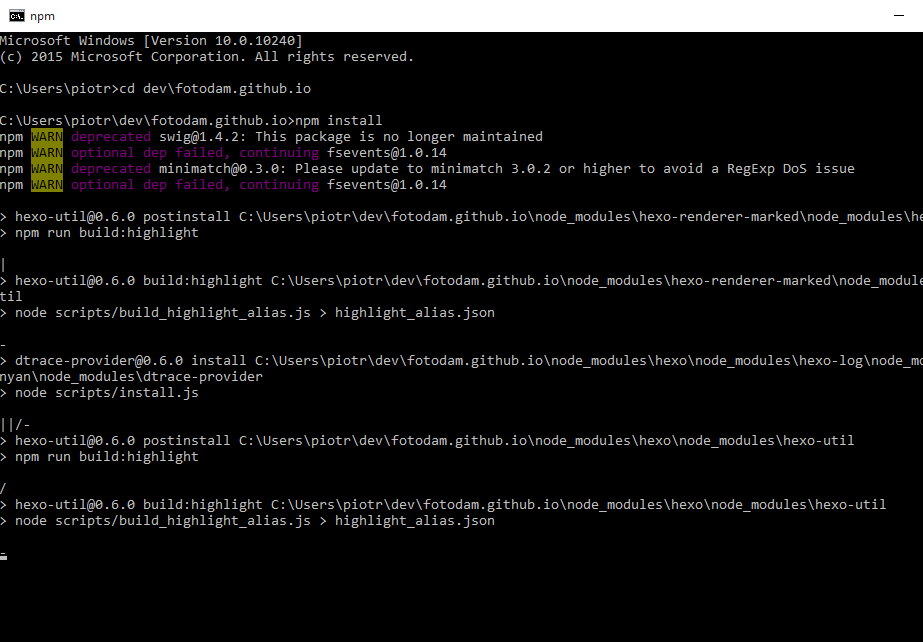 npm
Microsoft Windows [Version 10.0.10240]
(c) 2015 Microsoft Corporation. All rights reserved.
C:\Users\piotr>cd dev\fotodam.github.io
C:\Users\piotr\dev\fotodam.github.io>npm install
npm WARN deprecated swig@1.4.2: This package is no longer maintained
npm WARN optional dep failed, continuing fsevents@1.0.14
npm WARN deprecated minimatch@0.3.0: Please update to minimatch 3.0.2 or higher to avoid a RegExp DoS issue
npm WARN optional dep failed, continuing fsevents@1.0.14
> hexo-util@0.6.0 postinstall C:\Users\piotr\dev\fotodam.github.io\node_modules\hexo-renderer-marked\node_modules\he
> npm run build:highlight
|
> hexo-util@0.6.0 build:highlight C:\Users\piotr\dev\fotodam.github.io\node_modules\hexo-renderer-marked\node_module
til
> node scripts/build_highlight_alias.js > highlight_alias.json
-
> dtrace-provider@0.6.0 install C:\Users\piotr\dev\fotodam.github.io\node_modules\hexo\node_modules\hexo-log\node_mo
nyan\node_modules\dtrace-provider
> node scripts/install.js
||/-
> hexo-util@0.6.0 postinstall C:\Users\piotr\dev\fotodam.github.io\node_modules\hexo\node_modules\hexo-util
> npm run build:highlight
/
> hexo-util@0.6.0 build:highlight C:\Users\piotr\dev\fotodam.github.io\node_modules\hexo\node_modules\hexo-util
> node scripts/build_highlight_alias.js > highlight_alias.json
-